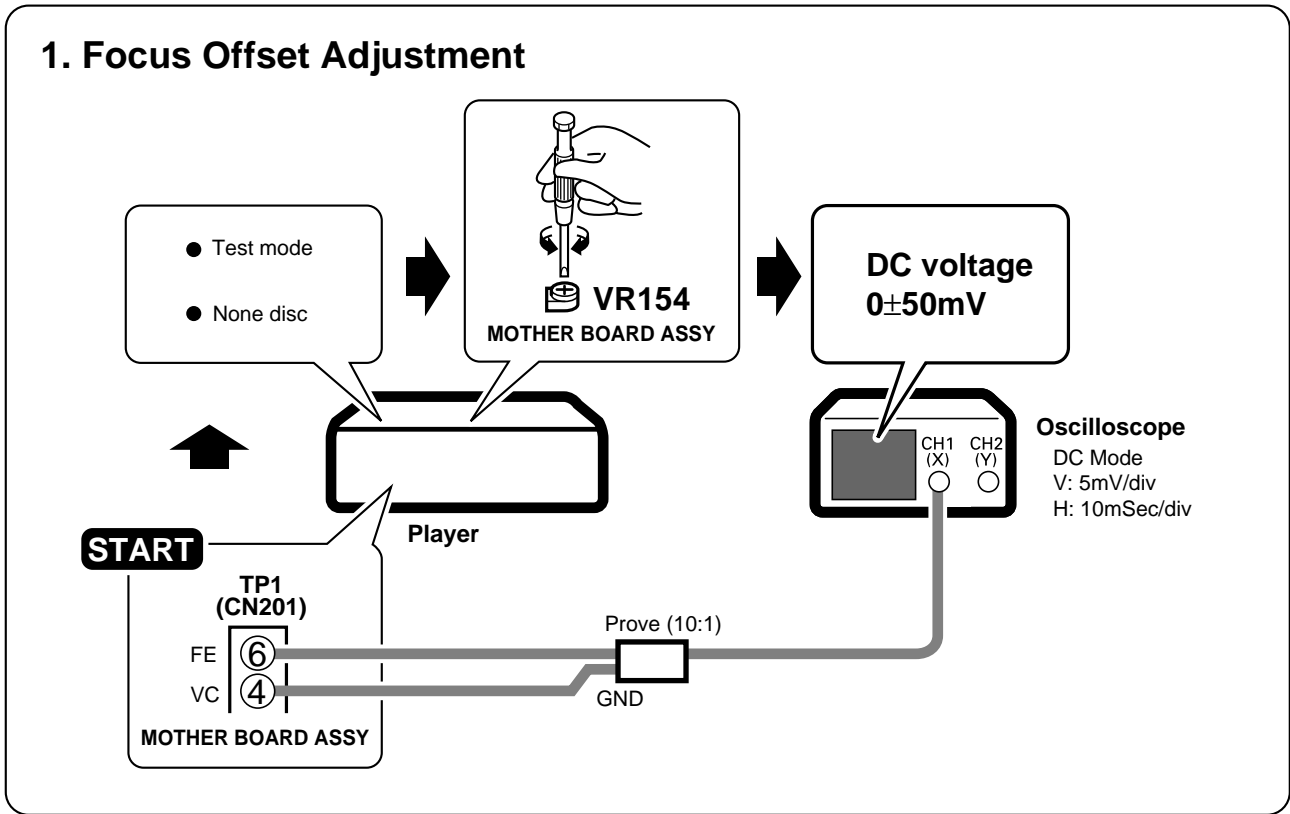 1. Focus Offset Adjustment
● Test mode
● None disc
VR154
MOTHER BOARD ASSY
DC voltage
0±50mV
CH1
(X)
CH2
(Y)
Oscilloscope
DC Mode
V: 5mV/div
H: 10mSec/div
Player
START
TP1
(CN201)
FE 6
VC 4
MOTHER BOARD ASSY
Prove (10:1)
GND